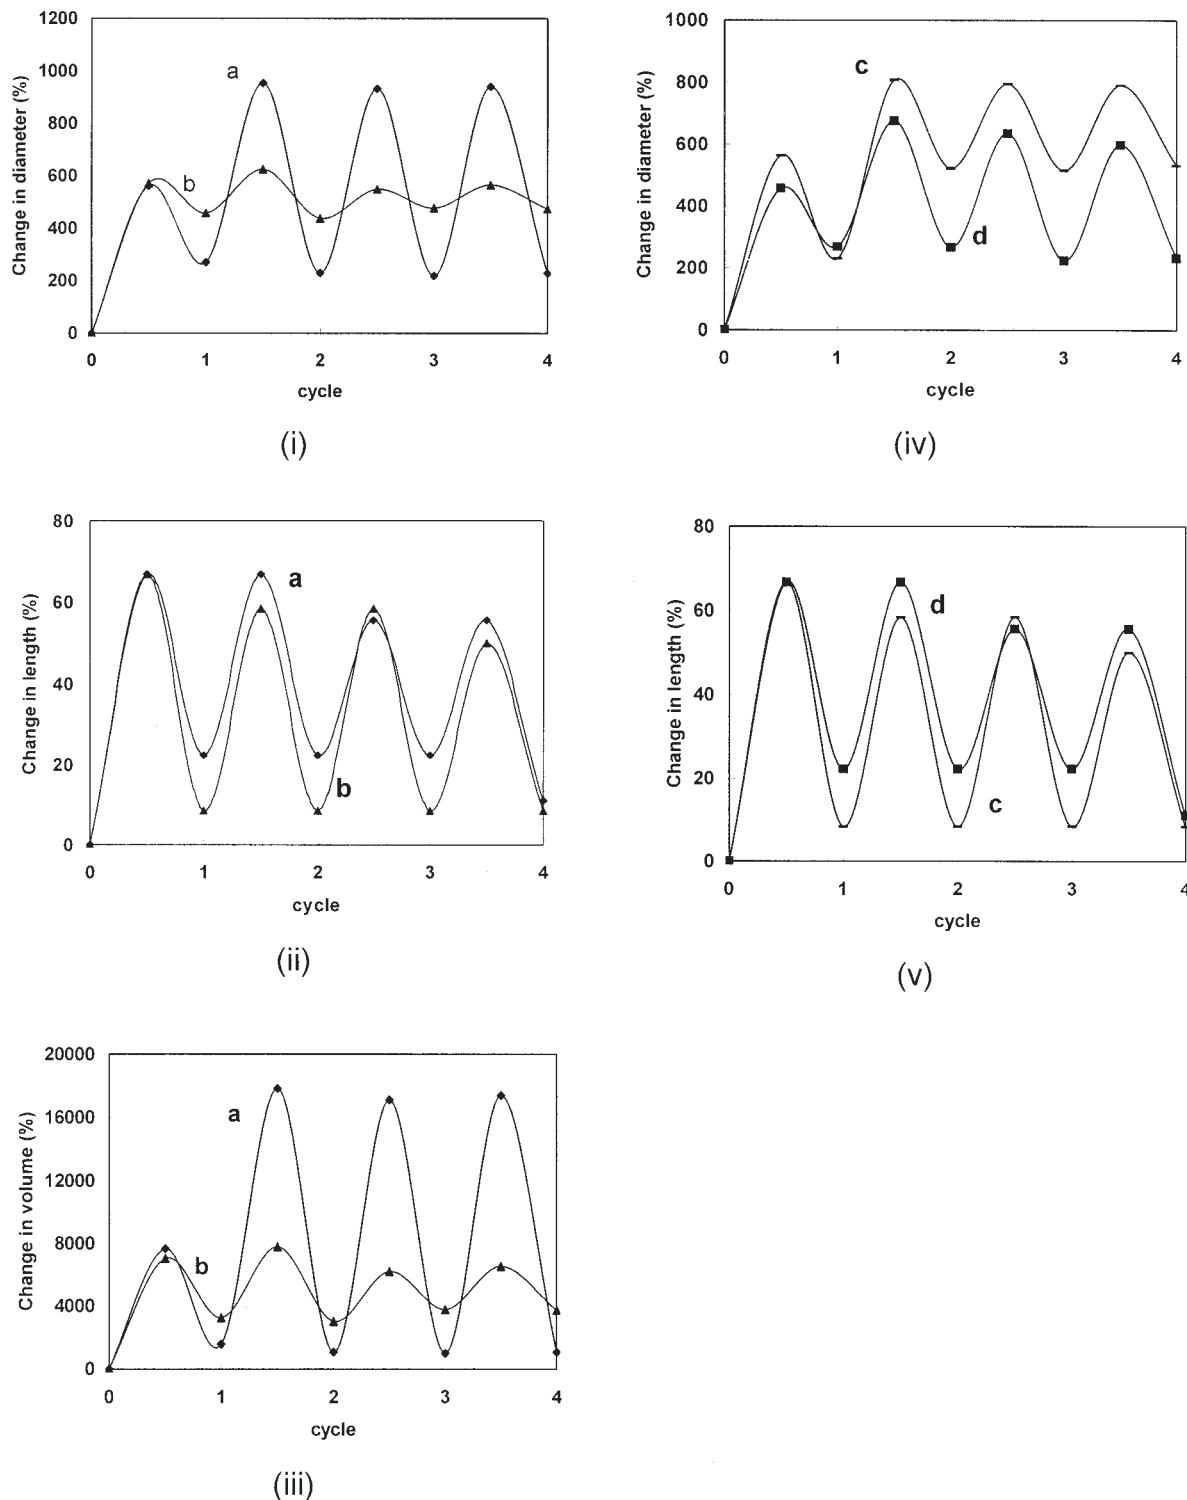 Change in diameter (%)
1200
1000
800
600
400
200
0
a
b
0 1 2 3 4
cycle
(i)
Change in diameter (%)
1000
800
600
400
200
0
c
d
0 1 2 3 4
cycle
(iv)
Change in length (%)
80
60
40
20
0
a
b
0 1 2 3 4
cycle
(ii)
Change in length (%)
80
60
40
20
0
d
c
0 1 2 3 4
cycle
(v)
Change in volume (%)
20000
16000
12000
8000
4000
0
a
b
0 1 2 3 4
cycle
(iii)